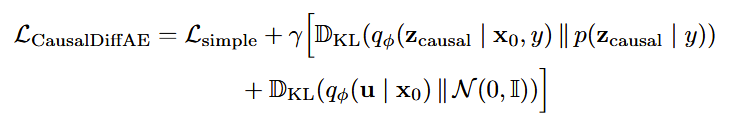 ℒ_CausalDiffAE = ℒ_simple + γ[𝔻_KL(q_ϕ(𝐳_causal | 𝐱_0, y) ∥ p(𝐳_causal | y))
+ 𝔻_KL(q_ϕ(𝐮 | 𝐱_0) ∥ 𝒩(0, 𝕀))]